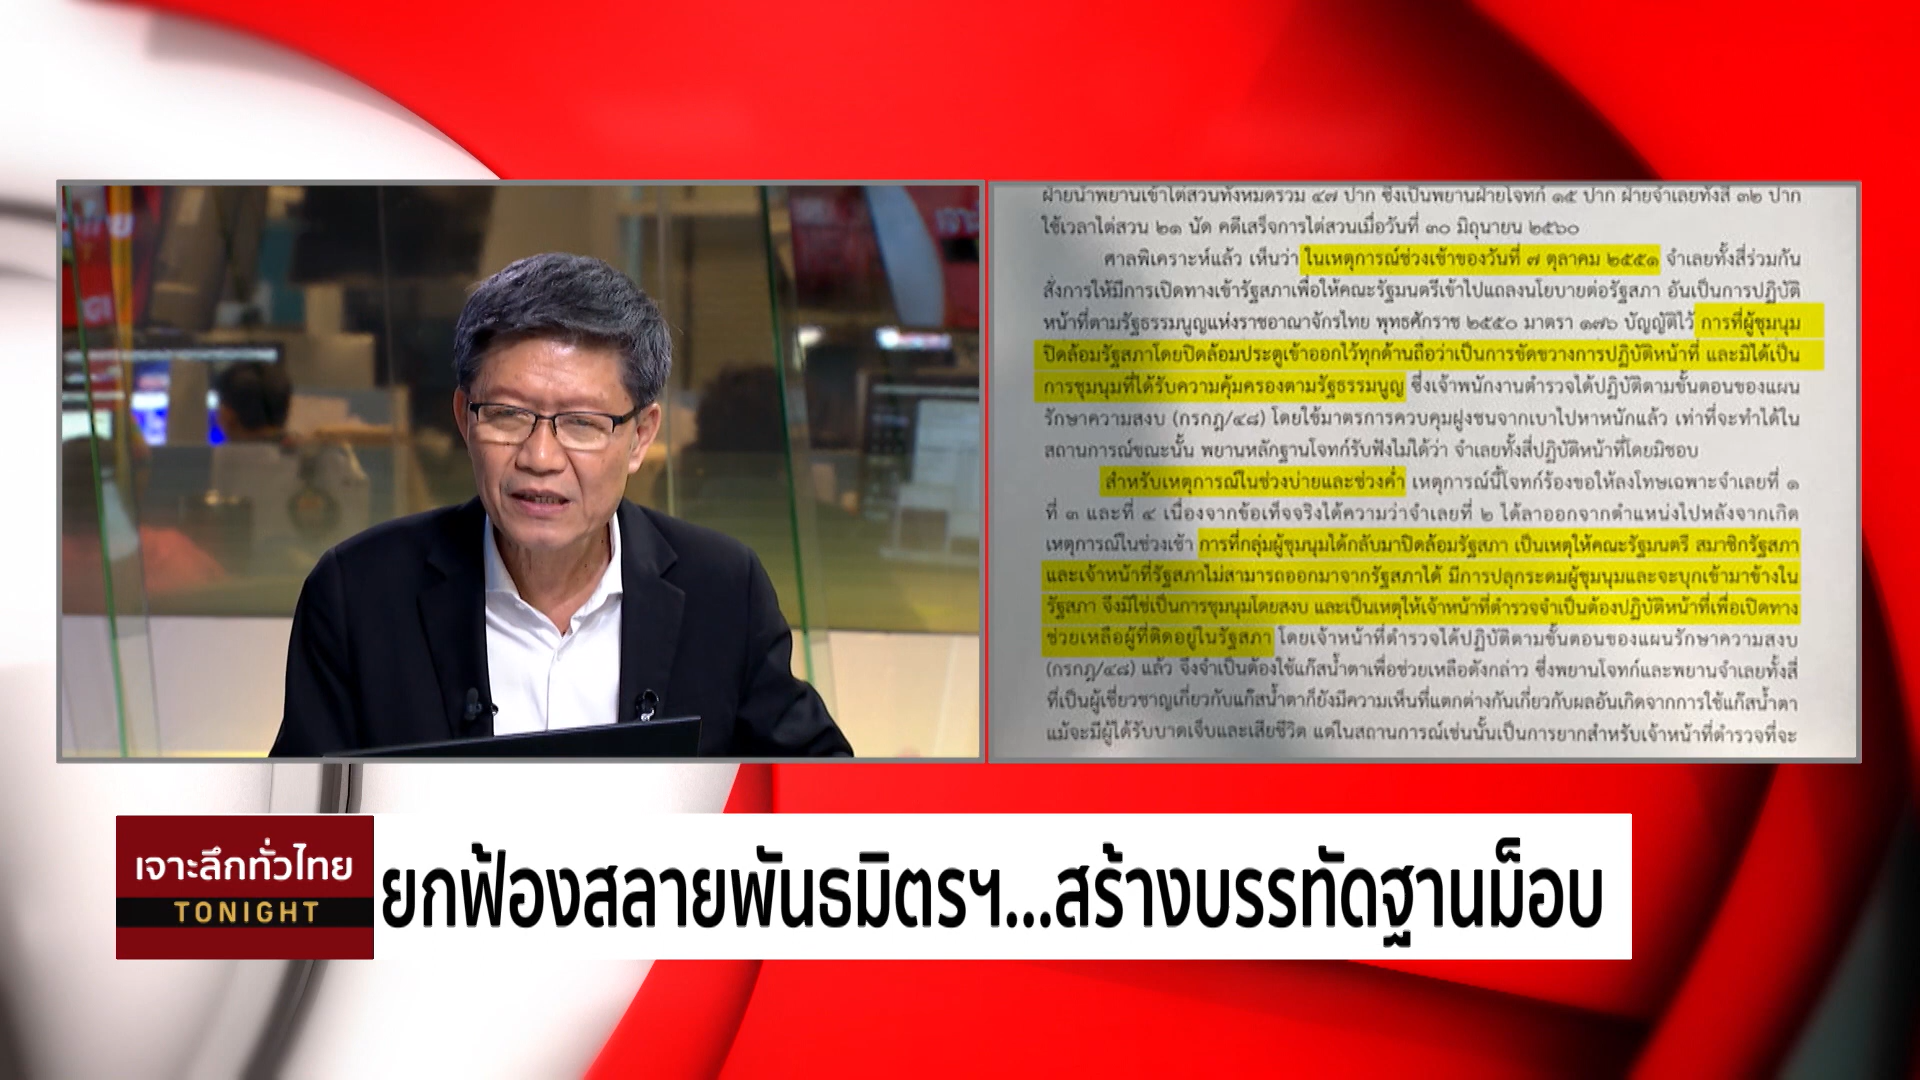 ฝ่ายนำพยานเข้าไต่สวนทั้งหมดรวม ๔๗ ปาก ซึ่งเป็นพยานฝ่ายโจทก์ ๑๕ ปาก ฝ่ายจำเลยทั้งสี่ ๓๒ ปาก
ใช้เวลาไต่สวน ๒๑ นัด คดีเสร็จการไต่สวนเมื่อวันที่ ๓๐ มิถุนายน ๒๕๖๐
ศาลพิเคราะห์แล้ว เห็นว่า ในเหตุการณ์ช่วงเช้าของวันที่ ๗ ตุลาคม ๒๕๕๑ จำเลยทั้งสี่ร่วมกัน
สั่งการให้มีการเปิดทางเข้ารัฐสภาเพื่อให้คณะรัฐมนตรีเข้าไปแถลงนโยบายต่อรัฐสภา อันเป็นการปฏิบัติ
หน้าที่ตามรัฐธรรมนูญแห่งราชอาณาจักรไทย พุทธศักราช ๒๕๕๐ มาตรา ๑๗๖ บัญญัติไว้ การที่ผู้ชุมนุม
ปิดล้อมรัฐสภาโดยปิดล้อมประตูเข้าออกไว้ทุกด้านถือว่าเป็นการขัดขวางการปฏิบัติหน้าที่ และมิได้เป็น
การชุมนุมที่ได้รับความคุ้มครองตามรัฐธรรมนูญ ซึ่งเจ้าพนักงานตำรวจได้ปฏิบัติตามขั้นตอนของแผน
รักษาความสงบ (กรกฎ/๔๘) โดยใช้มาตรการควบคุมฝูงชนจากเบาไปหาหนักแล้ว เท่าที่จะทำได้ใน
สถานการณ์ขณะนั้น พยานหลักฐานโจทก์รับฟังไม่ได้ว่า จำเลยทั้งสี่ปฏิบัติหน้าที่โดยมิชอบ
สำหรับเหตุการณ์ในช่วงบ่ายและช่วงค่ำ เหตุการณ์นี้โจทก์ร้องขอให้ลงโทษเฉพาะจำเลยที่ ๑
ที่ ๓ และที่ ๔ เนื่องจากข้อเท็จจริงได้ความว่าจำเลยที่ ๒ ได้ลาออกจากตำแหน่งไปหลังจากเกิด
เหตุการณ์ในช่วงเช้า การที่กลุ่มผู้ชุมนุมได้กลับมาปิดล้อมรัฐสภา เป็นเหตุให้คณะรัฐมนตรี สมาชิกรัฐสภา
และเจ้าหน้าที่รัฐสภาไม่สามารถออกมาจากรัฐสภาได้ มีการปลุกระดมผู้ชุมนุมและจะบุกเข้ามาข้างใน
รัฐสภา จึงมิใช่เป็นการชุมนุมโดยสงบ และเป็นเหตุให้เจ้าหน้าที่ตำรวจจำเป็นต้องปฏิบัติหน้าที่เพื่อเปิดทาง
ช่วยเหลือผู้ที่ติดอยู่ในรัฐสภา โดยเจ้าหน้าที่ตำรวจได้ปฏิบัติตามขั้นตอนของแผนรักษาความสงบ
(กรกฎ/๔๘) แล้ว จึงจำเป็นต้องใช้แก๊สน้ำตาเพื่อช่วยเหลือดังกล่าว ซึ่งพยานโจทก์และพยานจำเลยทั้งสี่
ที่เป็นผู้เชี่ยวชาญเกี่ยวกับแก๊สน้ำตาก็ยังมีความเห็นที่แตกต่างกันเกี่ยวกับผลอันเกิดจากการใช้แก๊สน้ำตา
แม้จะมีผู้ได้รับบาดเจ็บและเสียชีวิต แต่ในสถานการณ์เช่นนั้นเป็นการยากสำหรับเจ้าหน้าที่ตำรวจที่จะ
เจาะลึกทั่วไทย
TONIGHT
ยกฟ้องสลายพันธมิตรฯ...สร้างบรรทัดฐานม็อบ